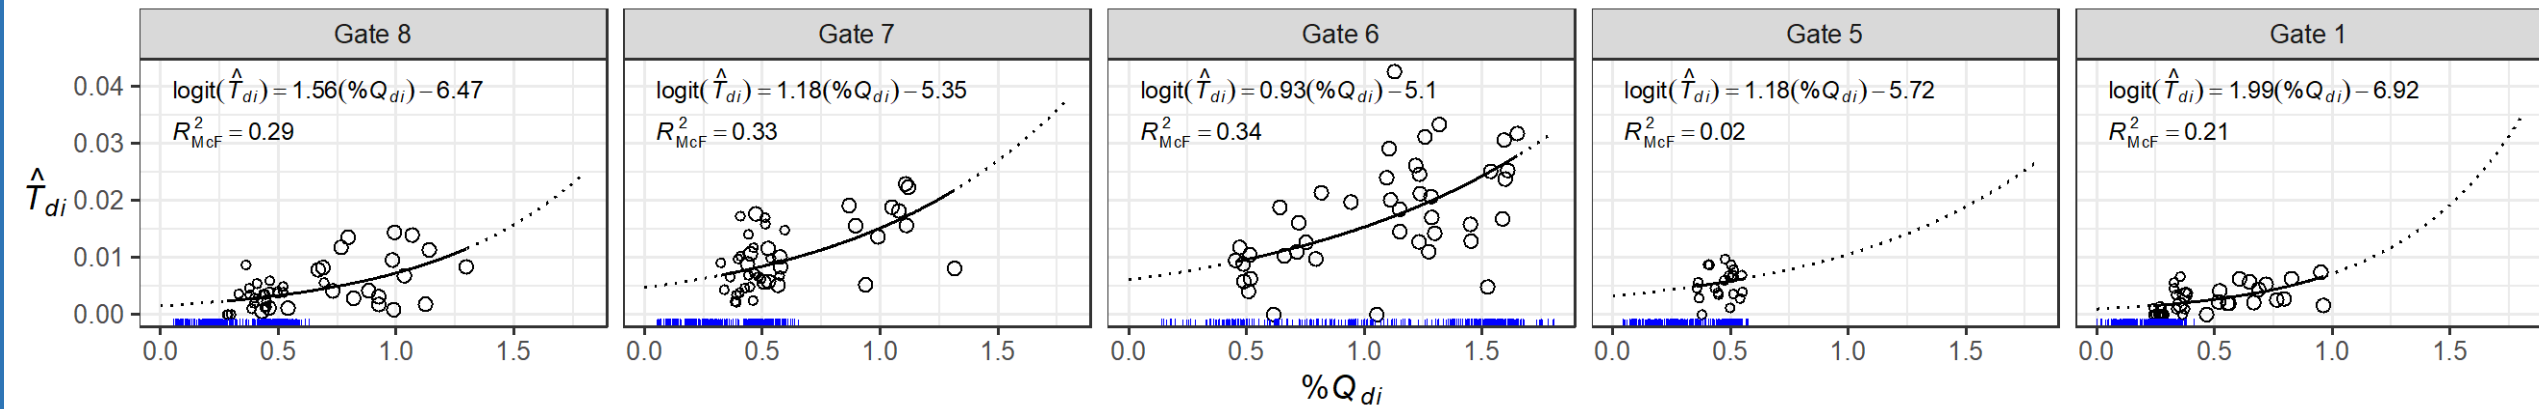 Gate 8 Gate 7 Gate 6 Gate 5 Gate 1
logit(T̂di) = 1.56(%Qdi) − 6.47
R²McF = 0.29
logit(T̂di) = 1.18(%Qdi) − 5.35
R²McF = 0.33
logit(T̂di) = 0.93(%Qdi) − 5.1
R²McF = 0.34
logit(T̂di) = 1.18(%Qdi) − 5.72
R²McF = 0.02
logit(T̂di) = 1.99(%Qdi) − 6.92
R²McF = 0.21
0.04
0.03
0.02
0.01
0.00
T̂di
0.0 0.5 1.0 1.5 0.0 0.5 1.0 1.5 0.0 0.5 1.0 1.5 0.0 0.5 1.0 1.5 0.0 0.5 1.0 1.5
%Qdi